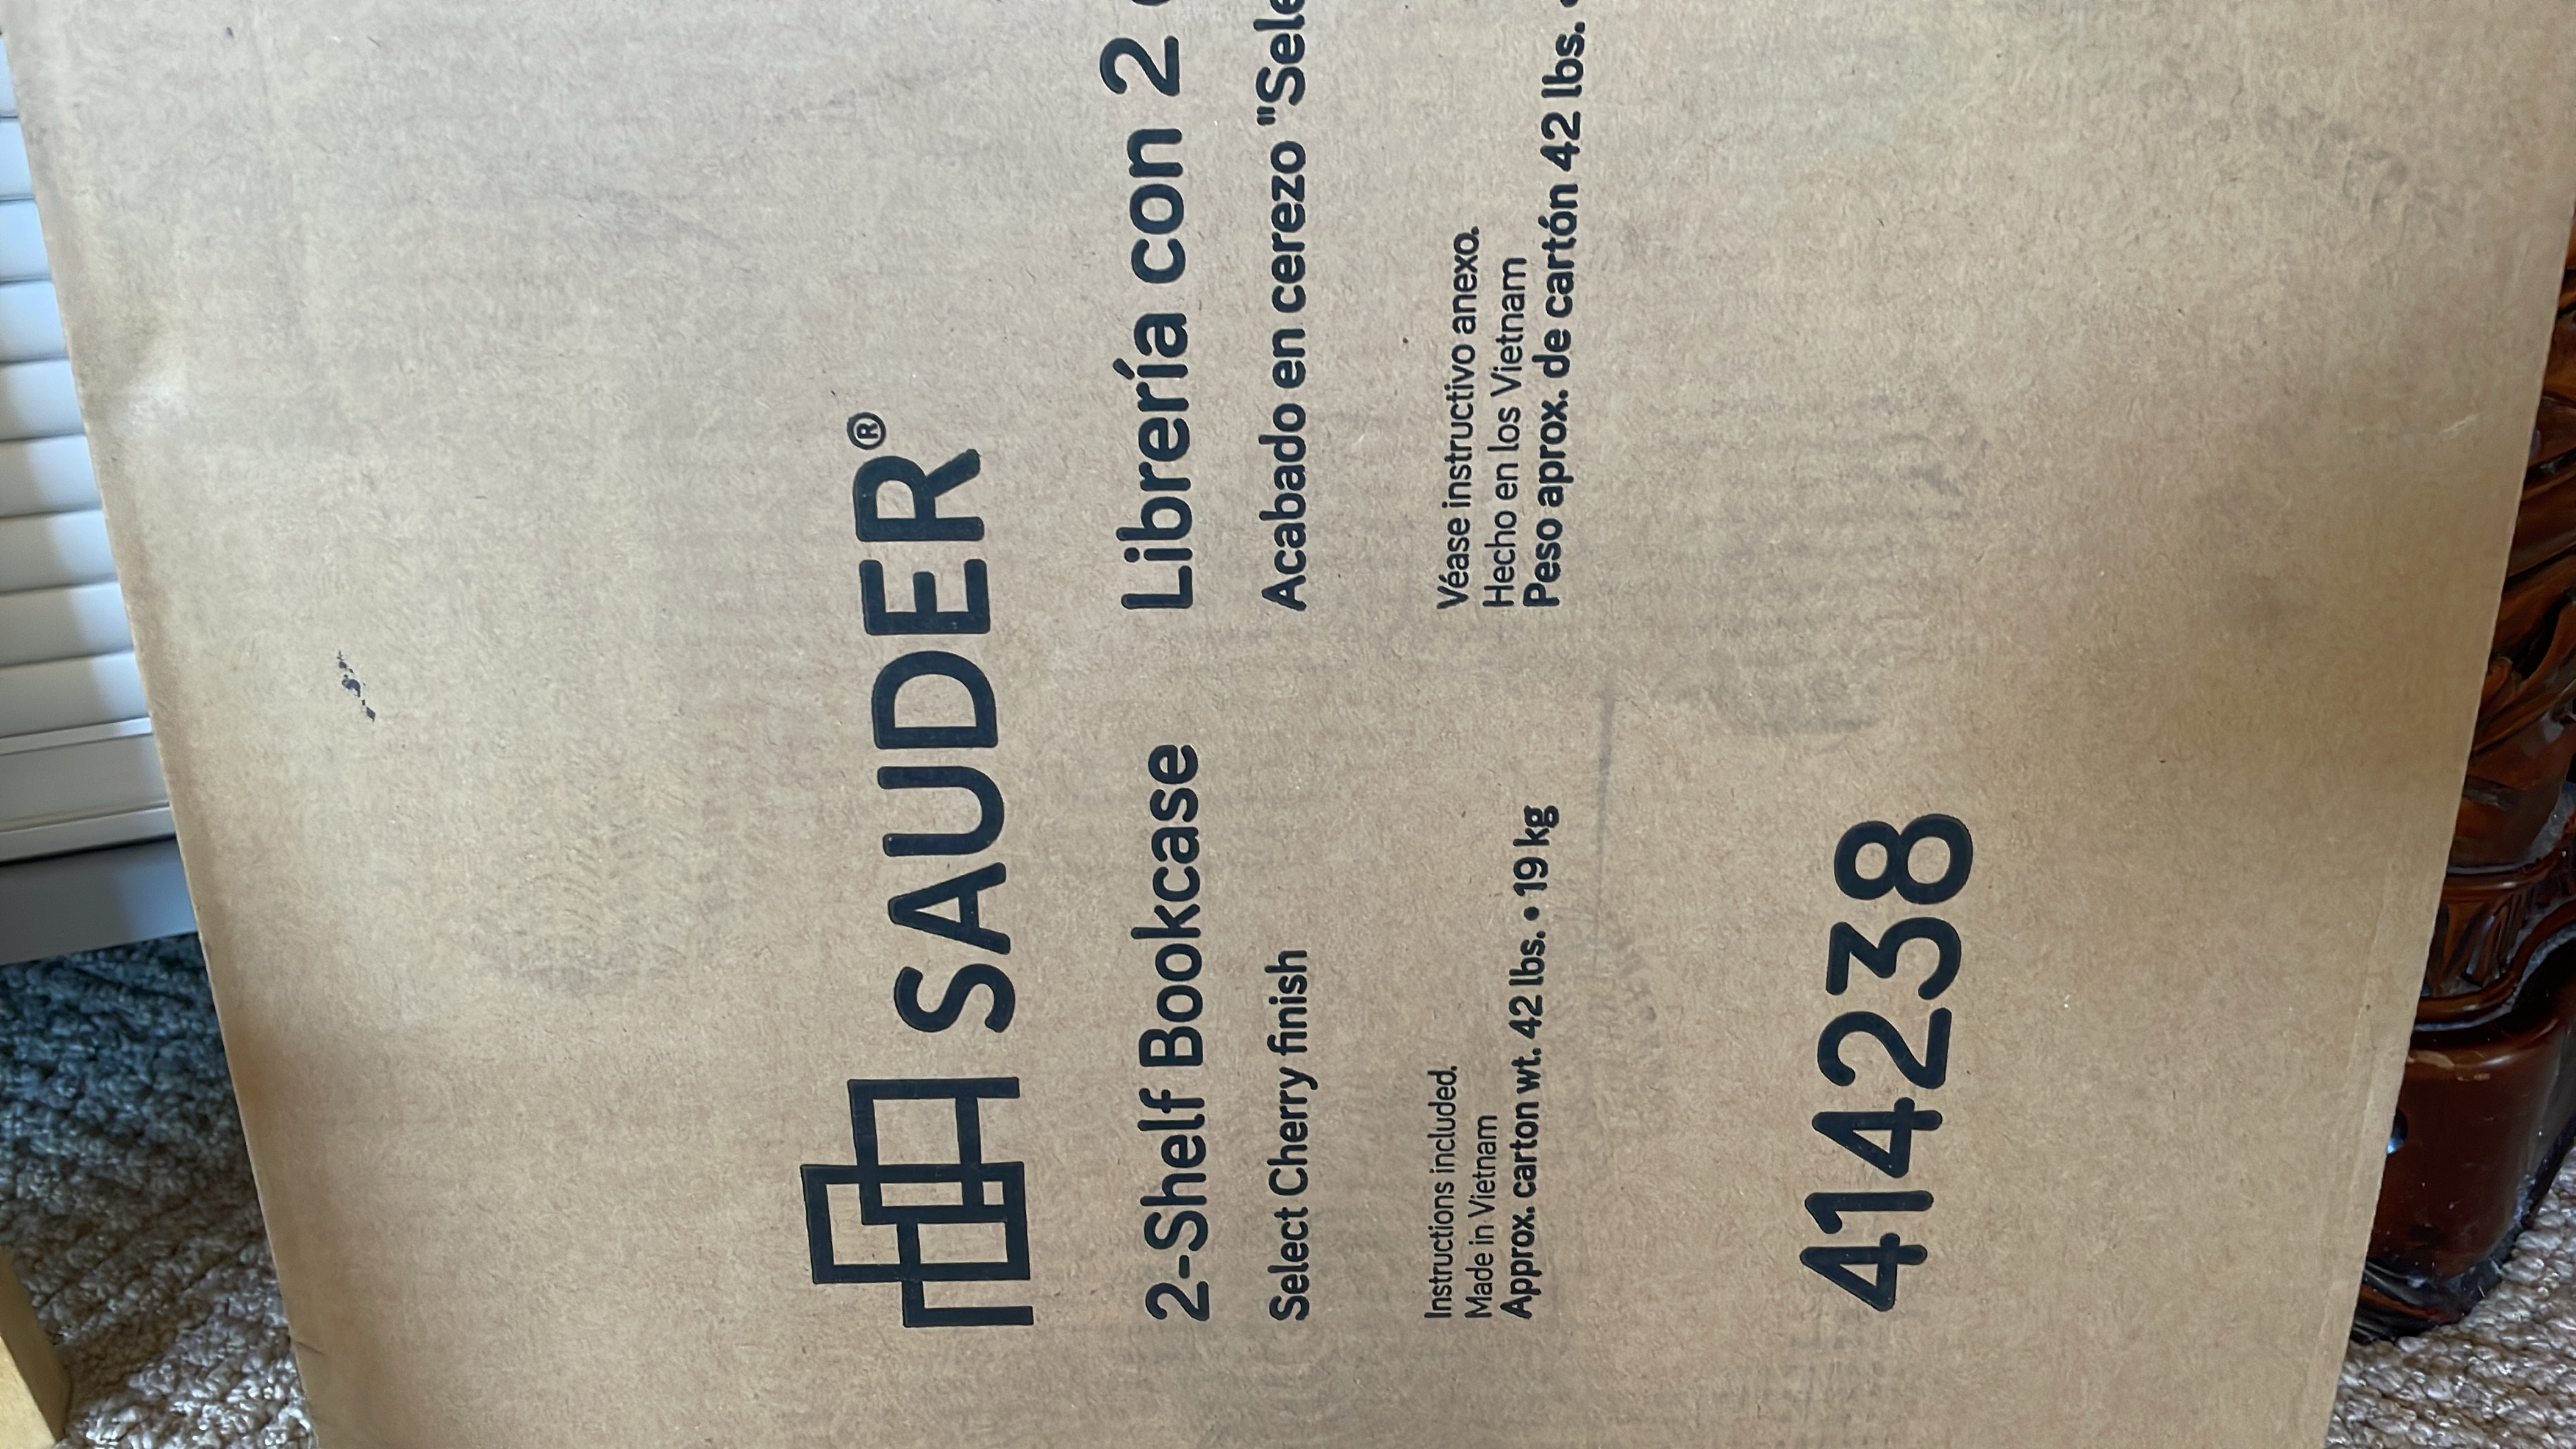 SAUDER®
2-Shelf Bookcase
Select Cherry finish
Instructions included.
Made in Vietnam
Approx. carton wt. 42 lbs. • 19 kg
Librería con 2
Acabado en cerezo "Sele
Véase instructivo anexo.
Hecho en los Vietnam
Peso aprox. de cartón 42 lbs. •
414238